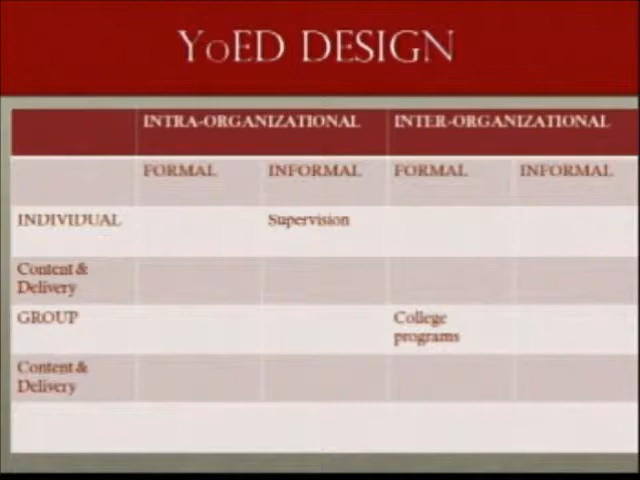 YoED DESIGN
INTRA-ORGANIZATIONAL INTER-ORGANIZATIONAL
FORMAL INFORMAL FORMAL INFORMAL
INDIVIDUAL Supervision
Content &
Delivery
GROUP College
programs
Content &
Delivery